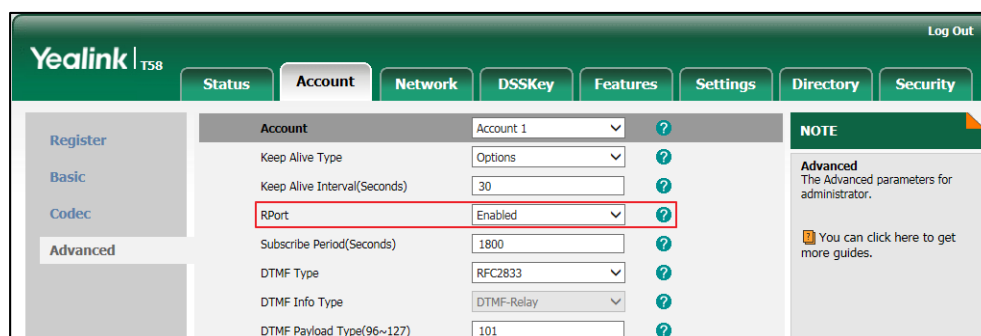 Log Out
Yealink | T58
Status Account Network DSSKey Features Settings Directory Security
Register
Basic
Codec
Advanced
Account Account 1
Keep Alive Type Options
Keep Alive Interval(Seconds) 30
RPort Enabled
Subscribe Period(Seconds) 1800
DTMF Type RFC2833
DTMF Info Type DTMF-Relay
DTMF Payload Type(96~127) 101
NOTE
Advanced
The Advanced parameters for
administrator.
You can click here to get
more guides.